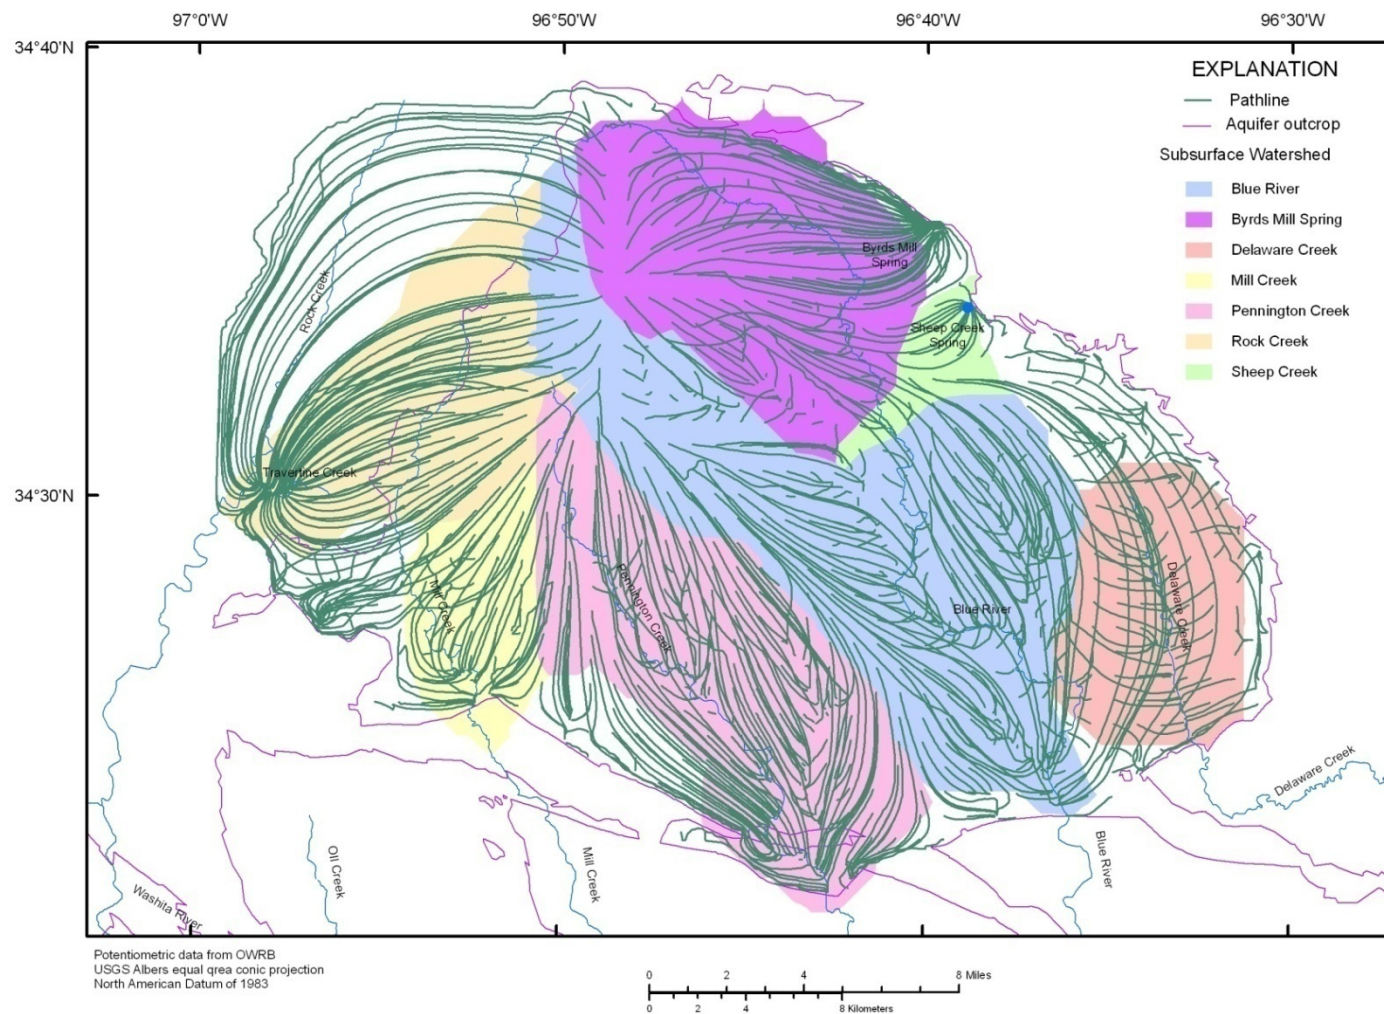 97°0'W 96°50'W 96°40'W 96°30'W
34°40'N
EXPLANATION
Pathline
Aquifer outcrop
Subsurface Watershed
Blue River
Byrds Mill Spring
Delaware Creek
Mill Creek
Pennington Creek
Rock Creek
Sheep Creek
Byrds Mill
Spring
Rock Creek
Sheep Creek
Spring
Travertine Creek
34°30'N
Mill Creek
Pennington Creek
Blue River
Delaware Creek
Delaware Creek
Oil Creek
Mill Creek
Blue River
Washita River
Potentiometric data from OWRB
USGS Albers equal qrea conic projection
North American Datum of 1983
0 2 4 8 Miles
0 2 4 8 Kilometers